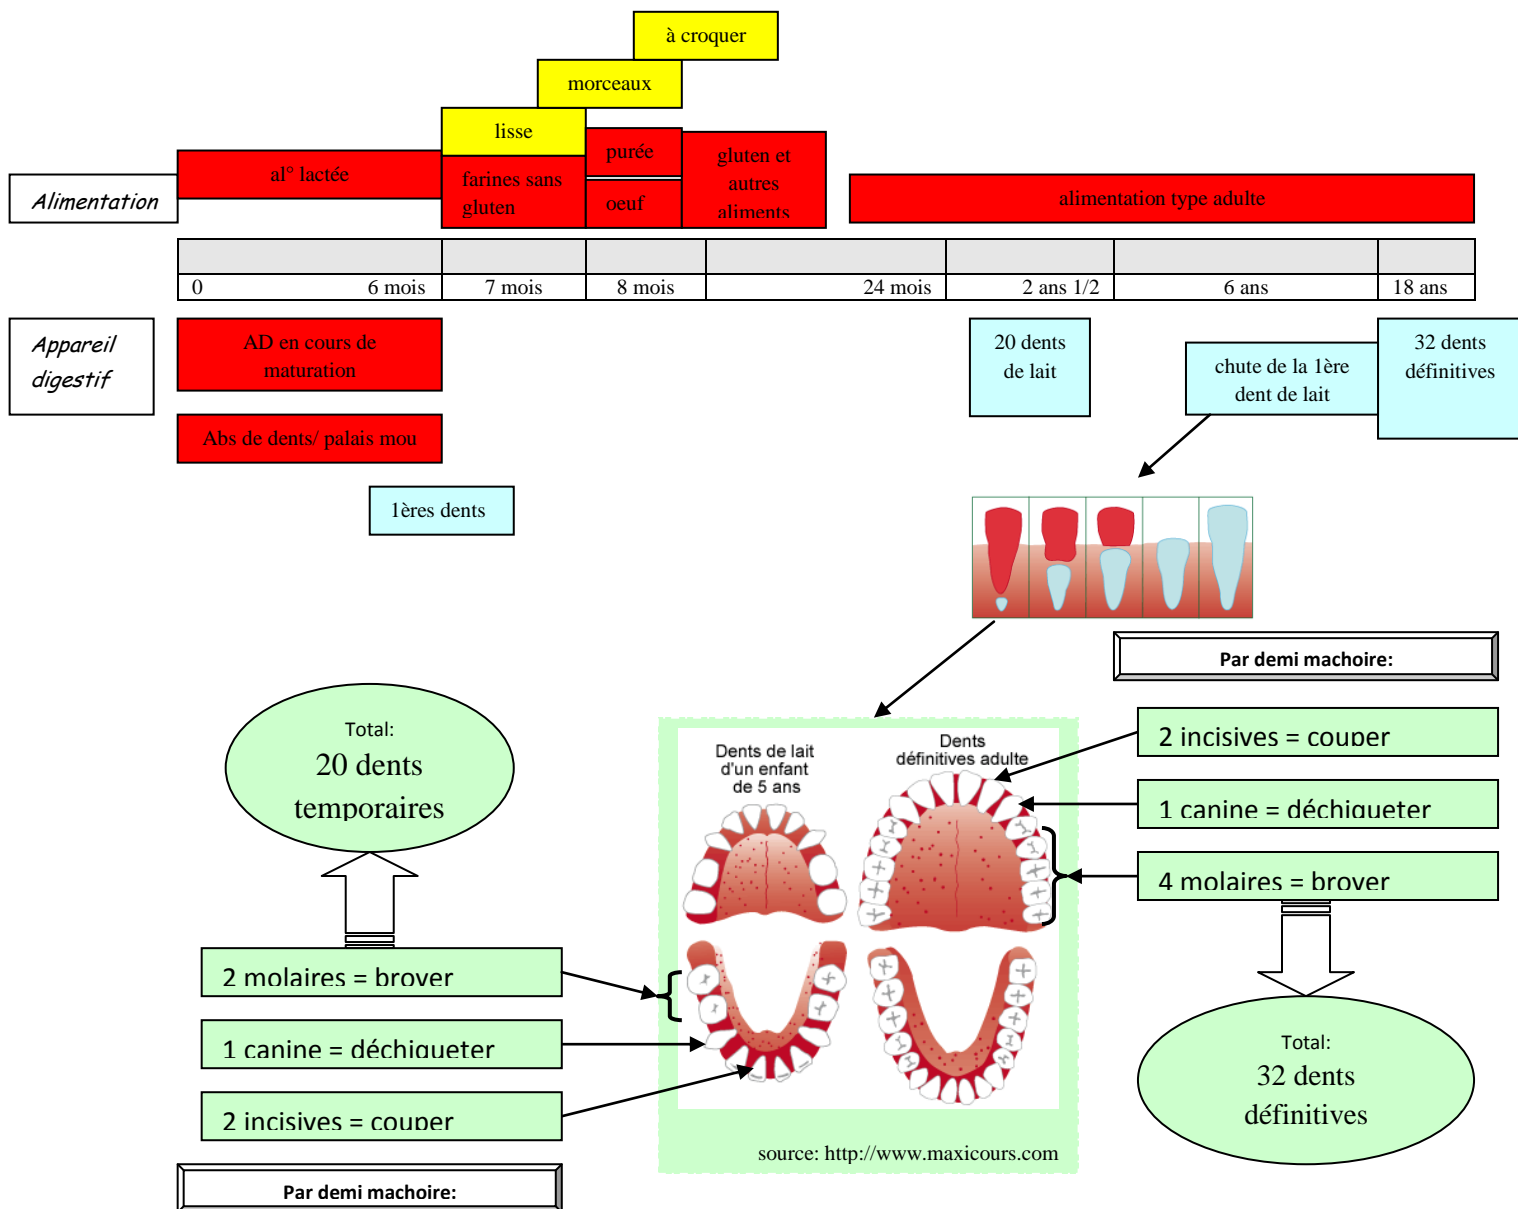 à croquer
morceaux
lisse
purée
gluten et
autres
aliments
al° lactée
farines sans
gluten
oeuf
Alimentation
alimentation type adulte
0 6 mois 7 mois 8 mois 24 mois 2 ans 1/2 6 ans 18 ans
Appareil
digestif
AD en cours de
maturation
20 dents
de lait
chute de la 1ère
dent de lait
32 dents
définitives
Abs de dents/ palais mou
1ères dents
Par demi machoire:
Total:
20 dents
temporaires
Dents de lait
d'un enfant
de 5 ans
Dents
définitives adulte
2 incisives = couper
1 canine = déchiqueter
4 molaires = broyer
2 molaires = broyer
1 canine = déchiqueter
2 incisives = couper
Total:
32 dents
définitives
source: http://www.maxicours.com
Par demi machoire: